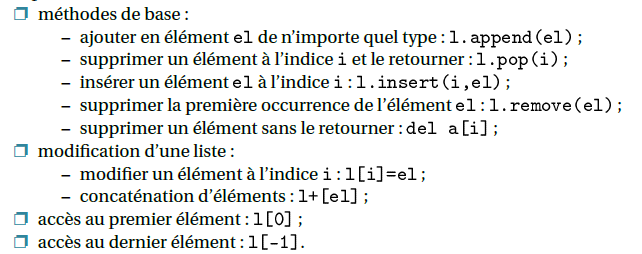 ❐ méthodes de base :
– ajouter en élément el de n'importe quel type : l.append(el) ;
– supprimer un élément à l'indice i et le retourner : l.pop(i) ;
– insérer un élément el à l'indice i : l.insert(i,el) ;
– supprimer la première occurrence de l'élément el : l.remove(el) ;
– supprimer un élément sans le retourner : del a[i] ;
❐ modification d'une liste :
– modifier un élément à l'indice i : l[i]=el ;
– concaténation d'éléments : l+[el] ;
❐ accès au premier élément : l[0] ;
❐ accès au dernier élément : l[-1].